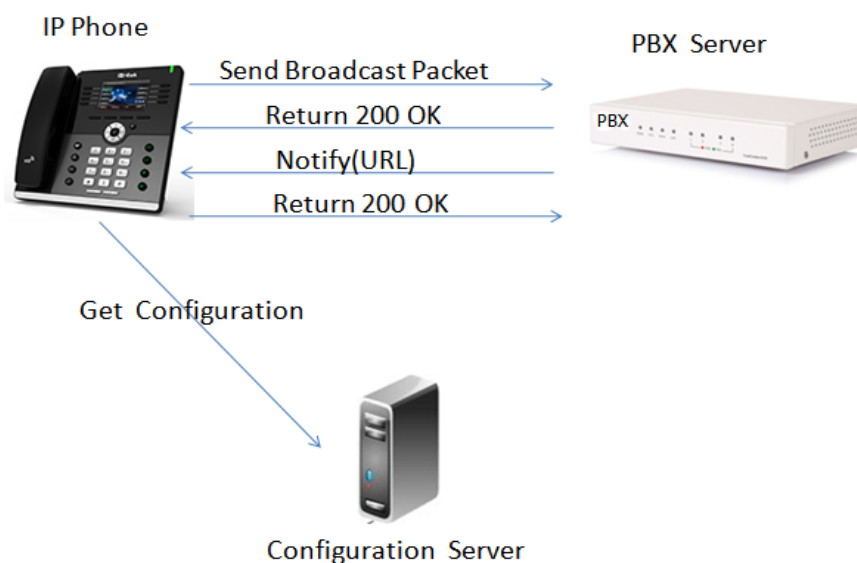 IP Phone
PBX Server
Send Broadcast Packet
Return 200 OK
PBX
Notify(URL)
Return 200 OK
Get Configuration
Configuration Server